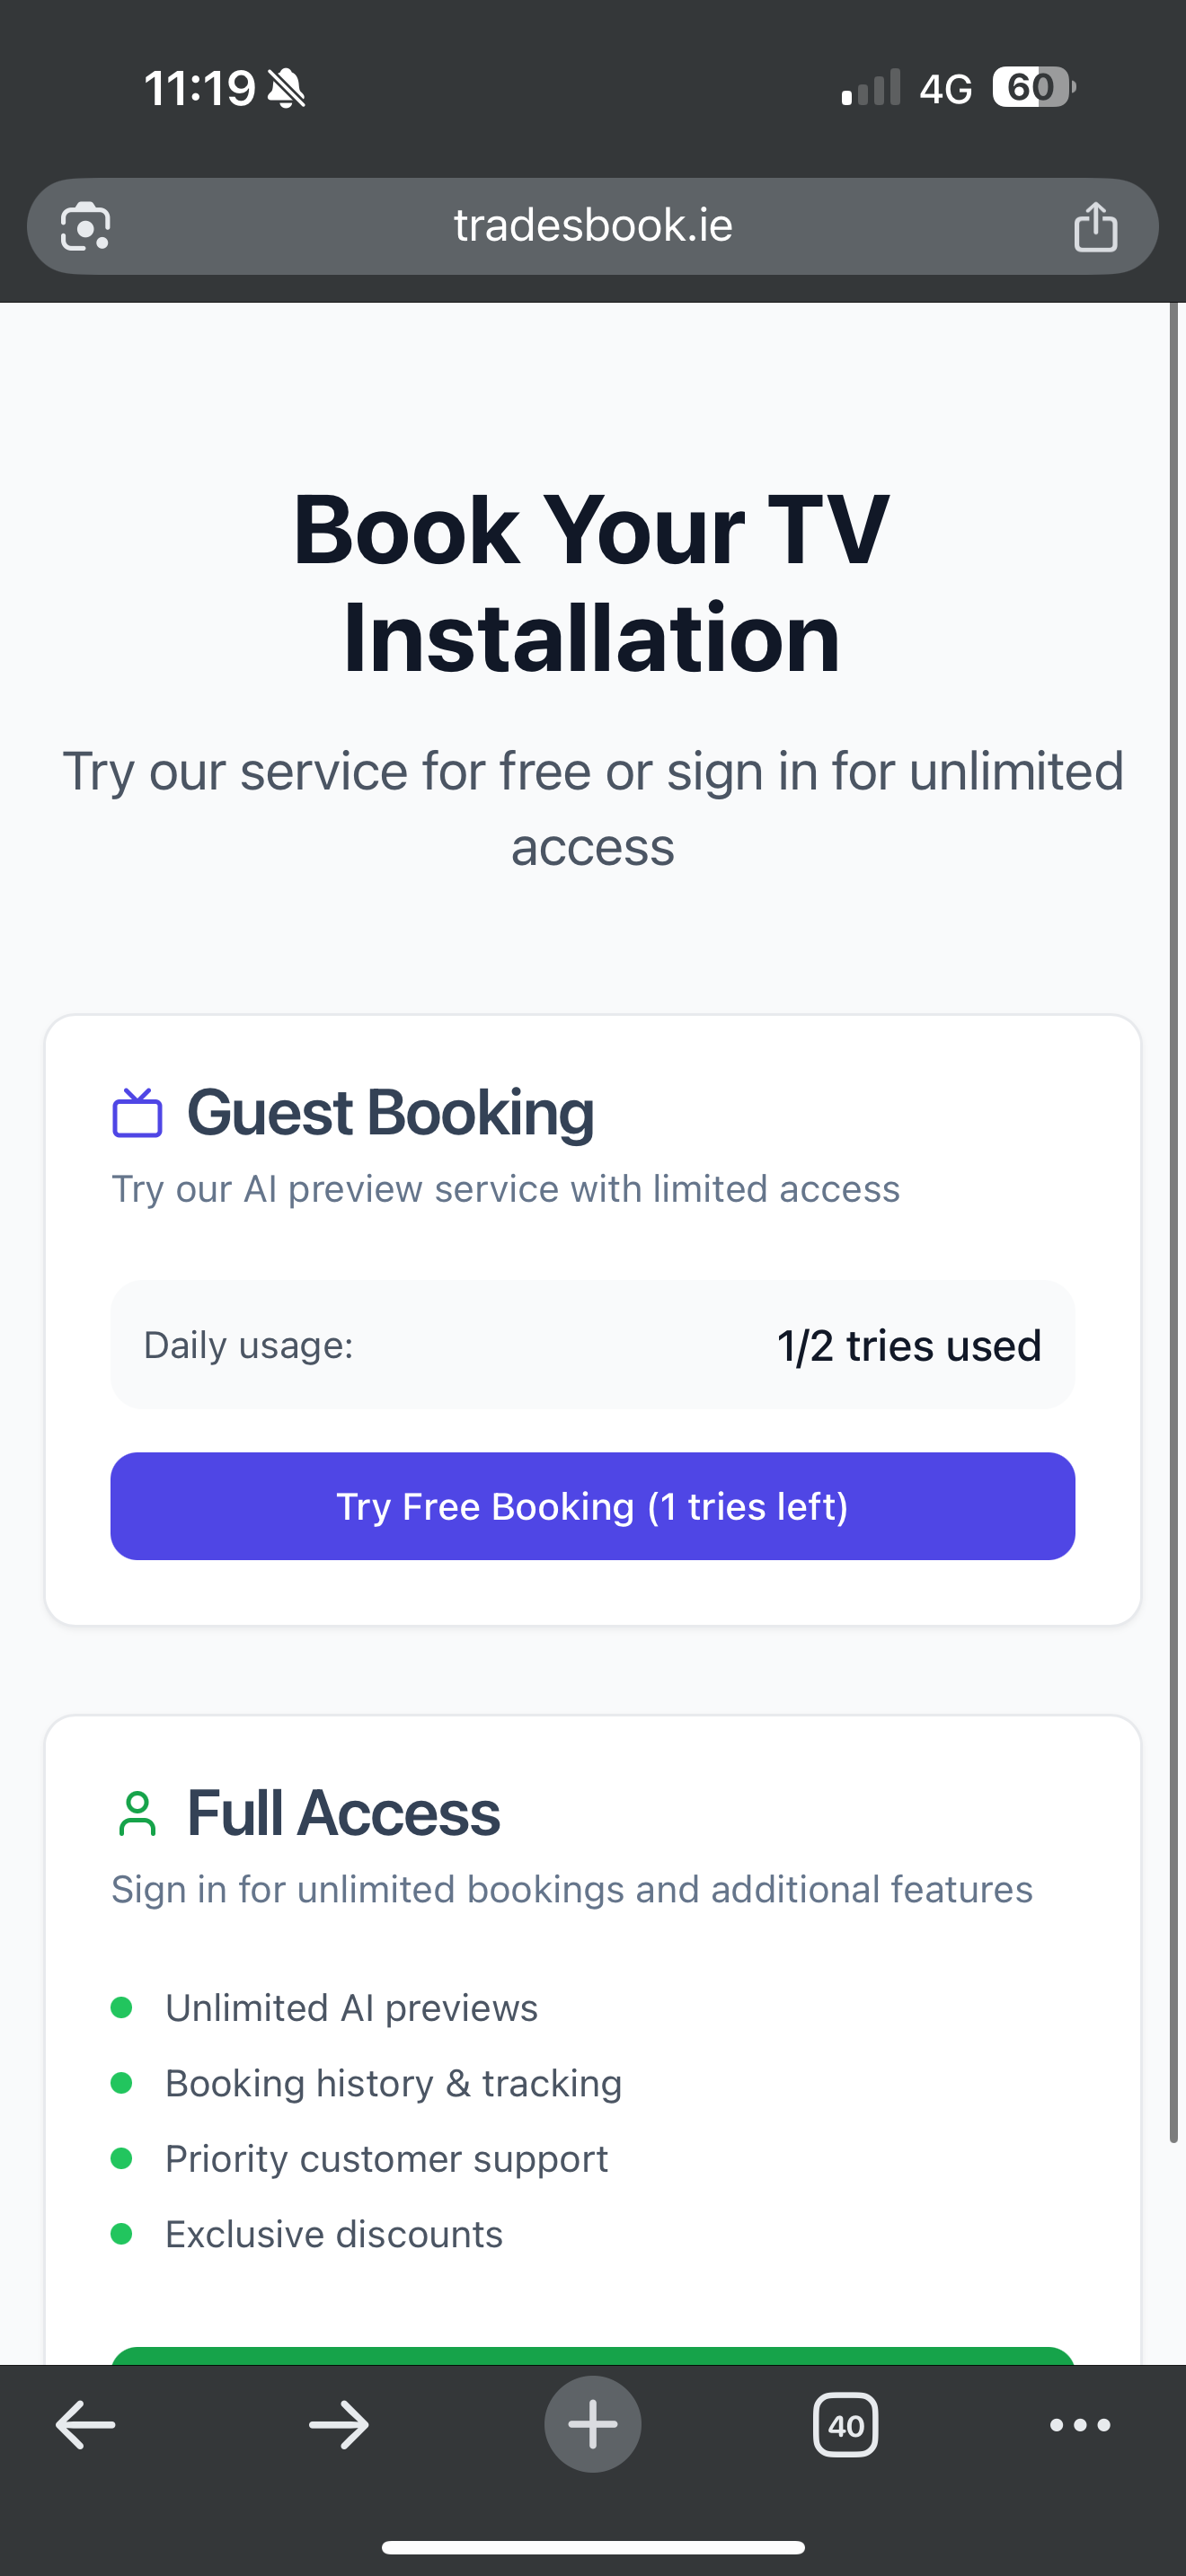 11:19
4G
60
tradesbook.ie
Book Your TV
Installation
Try our service for free or sign in for unlimited
access
Guest Booking
Try our AI preview service with limited access
Daily usage:
1/2 tries used
Try Free Booking (1 tries left)
Full Access
Sign in for unlimited bookings and additional features
Unlimited AI previews
Booking history & tracking
Priority customer support
Exclusive discounts
40